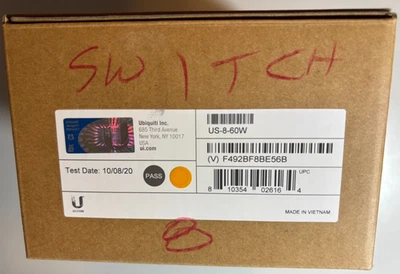 SWITCH
Ubiquiti Inc.
685 Third Avenue
New York, NY 10017
USA
ui.com
US-8-60W
(V) F492BF8BE56B
Test Date: 10/08/20
PASS
UPC
8 10354 02616 4
U
MADE IN VIETNAM
8